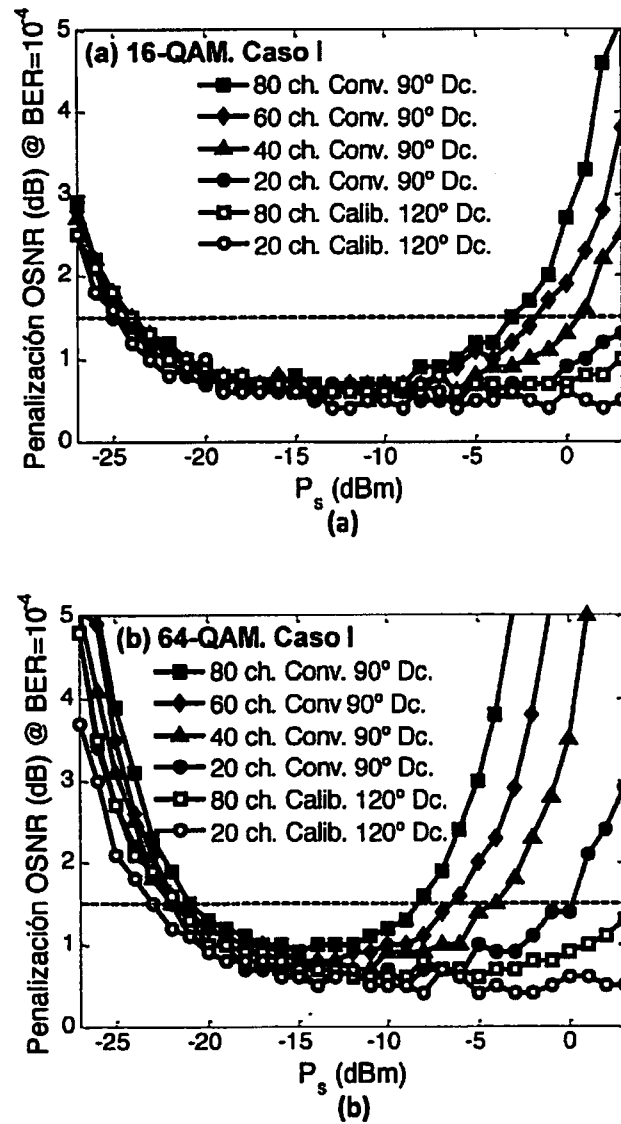 5
4
3
2
1
0
Penalización OSNR (dB) @ BER=10⁻⁴
(a) 16-QAM. Caso I
80 ch. Conv. 90º Dc.
60 ch. Conv. 90º Dc.
40 ch. Conv. 90º Dc.
20 ch. Conv. 90º Dc.
80 ch. Calib. 120º Dc.
20 ch. Calib. 120º Dc.
-25 -20 -15 -10 -5 0
Pₛ (dBm)
(a)
5
4
3
2
1
0
Penalización OSNR (dB) @ BER=10⁻⁴
(b) 64-QAM. Caso I
80 ch. Conv. 90º Dc.
60 ch. Conv 90º Dc.
40 ch. Conv. 90º Dc.
20 ch. Conv. 90º Dc.
80 ch. Calib. 120º Dc.
20 ch. Calib. 120º Dc.
-25 -20 -15 -10 -5 0
Pₛ (dBm)
(b)